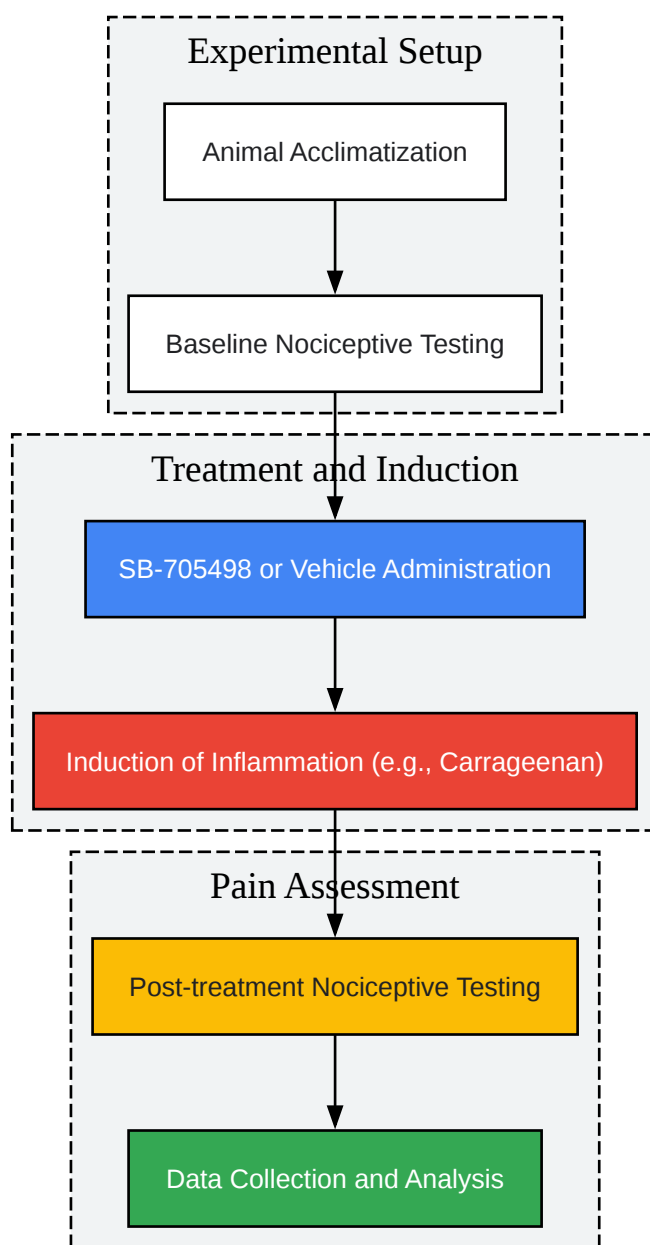 Experimental Setup
Animal Acclimatization
Baseline Nociceptive Testing
Treatment and Induction
SB-705498 or Vehicle Administration
Induction of Inflammation (e.g., Carrageenan)
Pain Assessment
Post-treatment Nociceptive Testing
Data Collection and Analysis